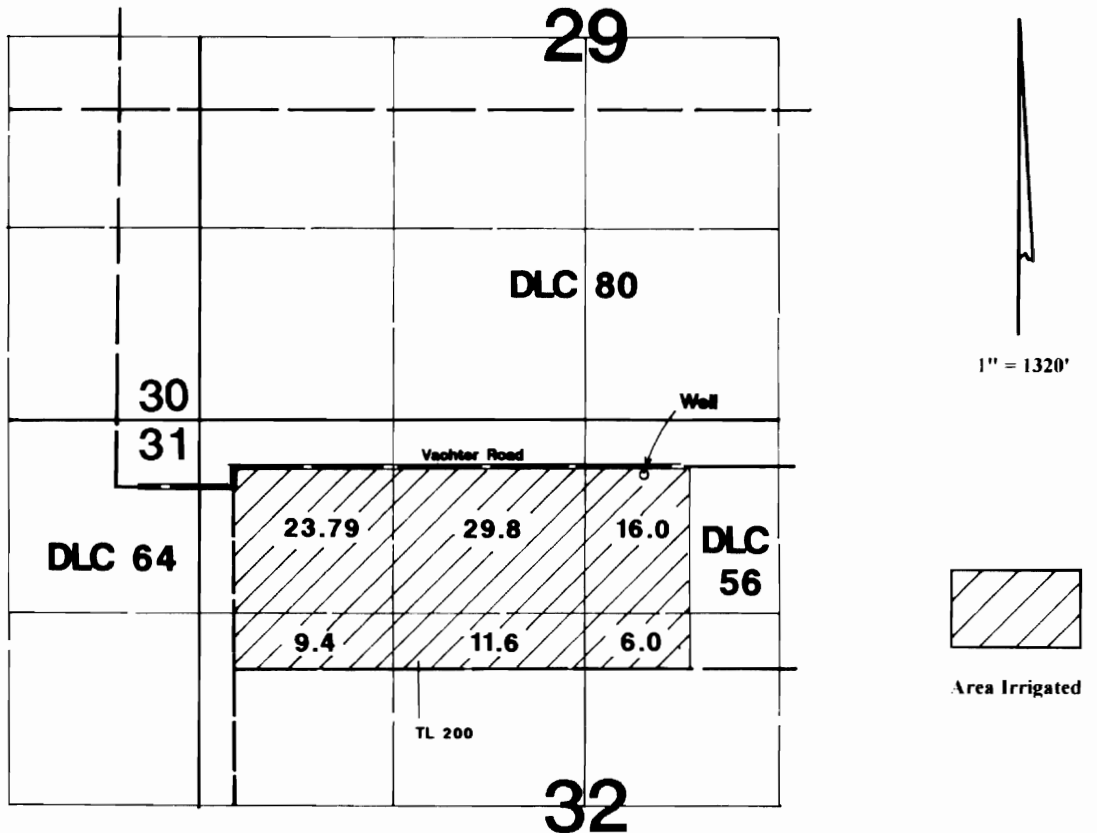 29
DLC 80
1" = 1320'
30
31
Well
Vachter Road
23.79
29.8
16.0
DLC 64
DLC
56
9.4
11.6
6.0
Area Irrigated
TL 200
32